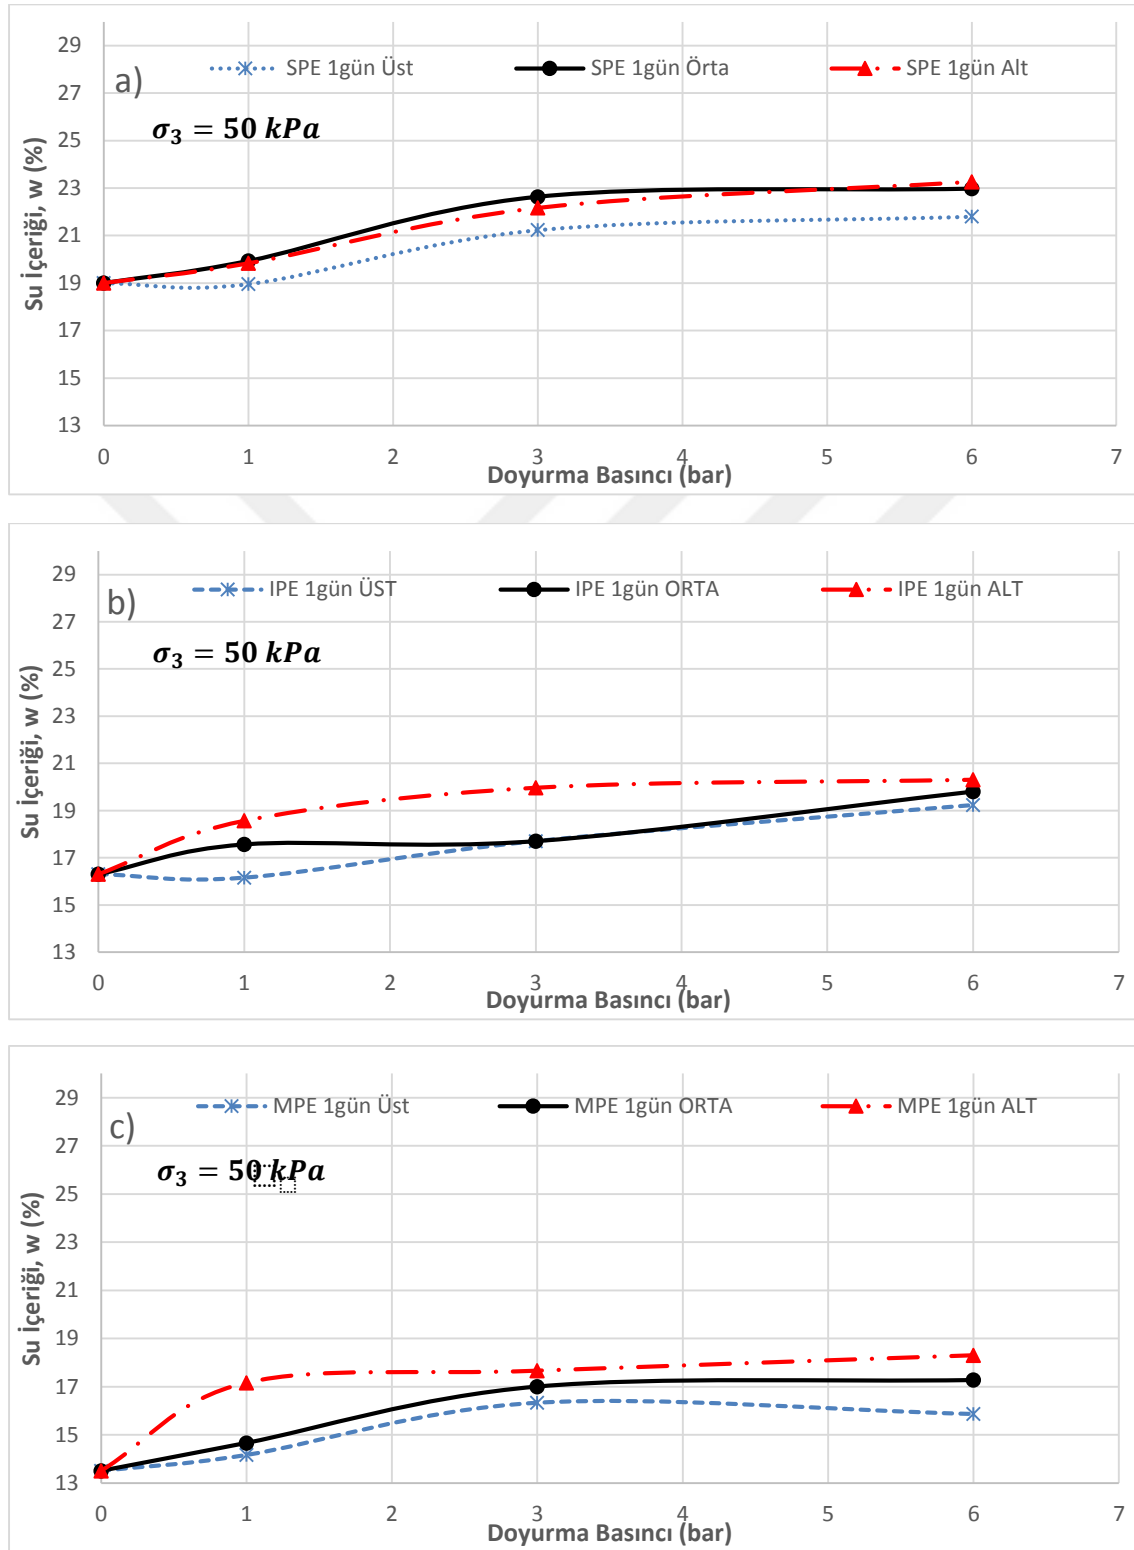 29
SPE 1gün Üst SPE 1gün Örta SPE 1gün Alt
a)
27
σ₃ = 50 kPa
25
23
21
19
17
15
13
Su İçeriği, w (%)
0 1 2 3 4 5 6 7
Doyurma Basıncı (bar)
29
IPE 1gün ÜST IPE 1gün ORTA IPE 1gün ALT
b)
27
σ₃ = 50 kPa
25
23
21
19
17
15
13
Su İçeriği, w (%)
0 1 2 3 4 5 6 7
Doyurma Basıncı (bar)
29
MPE 1gün Üst MPE 1gün ORTA MPE 1gün ALT
c)
27
σ₃ = 50 kPa
25
23
21
19
17
15
13
Su İçeriği, w (%)
0 1 2 3 4 5 6 7
Doyurma Basıncı (bar)